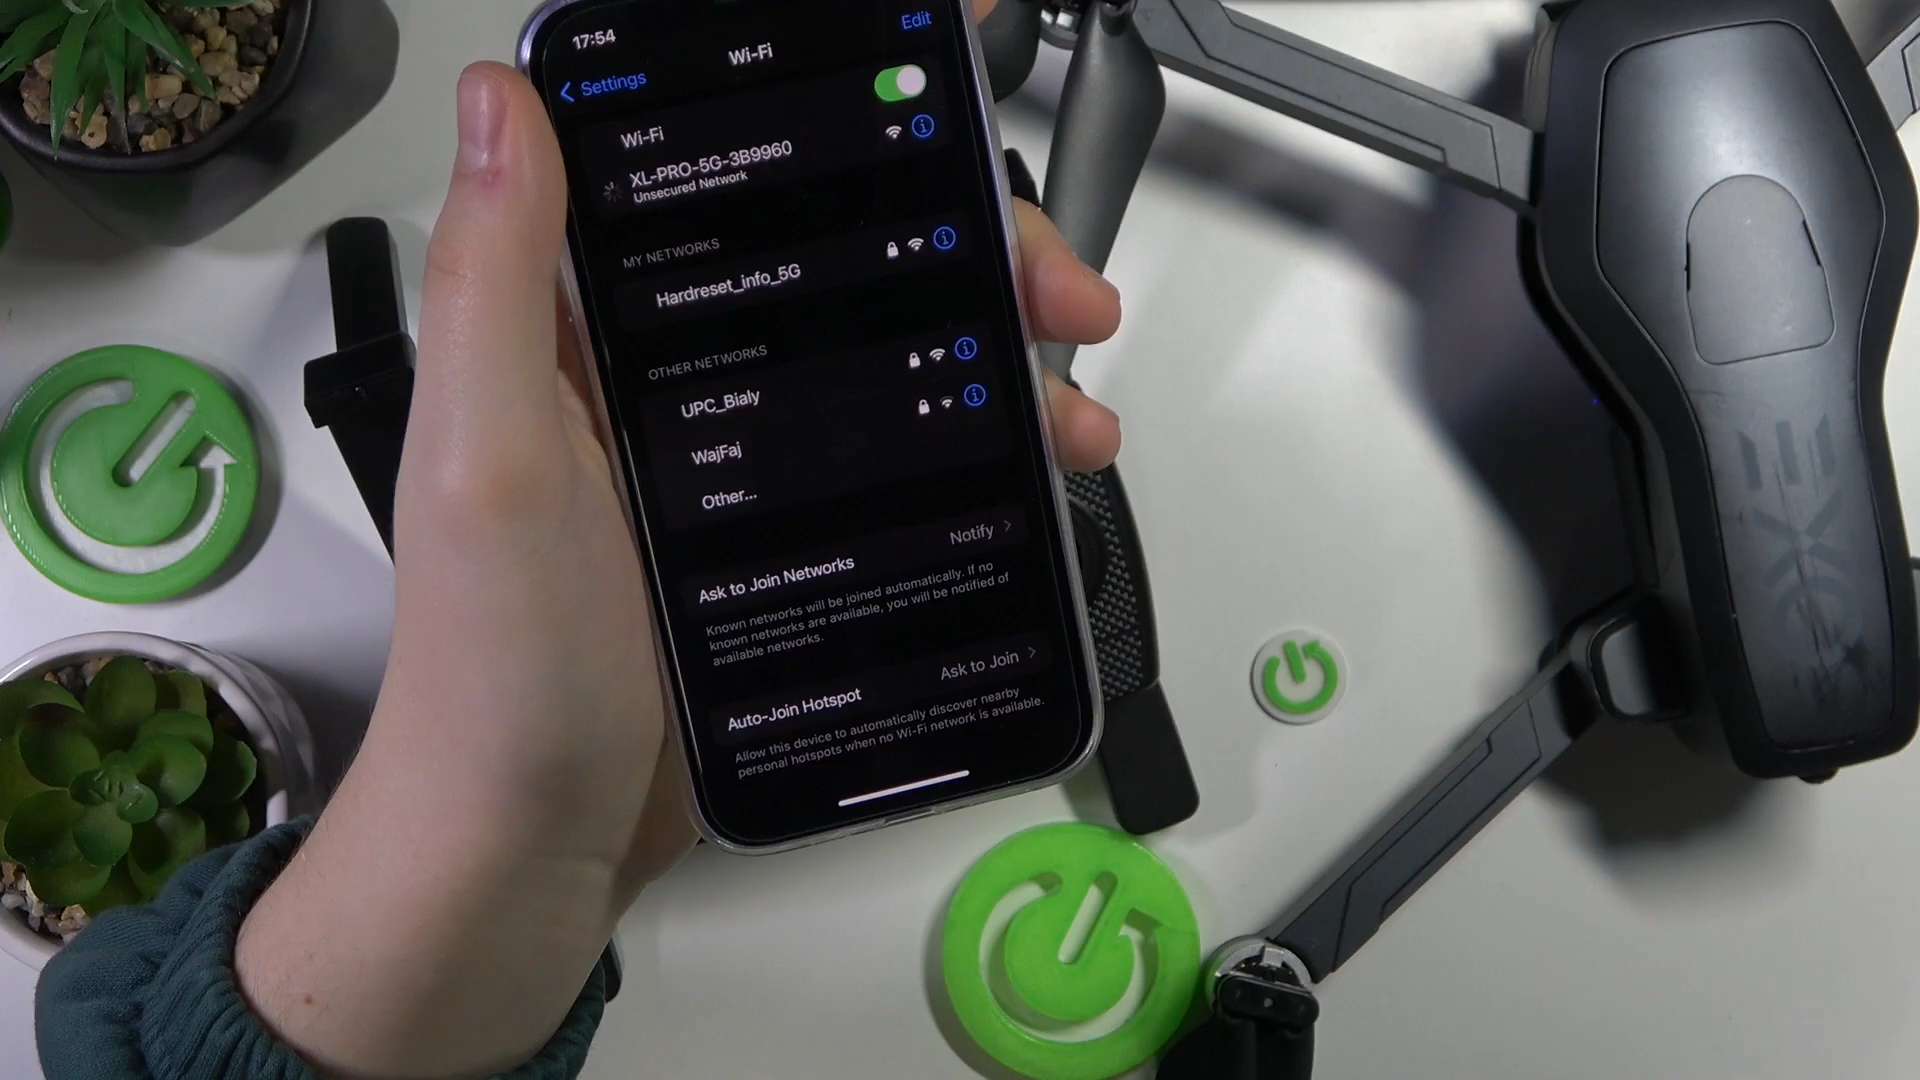 17:54
Edit
Wi-Fi
Settings
Wi-Fi
XL-PRO-5G-3B9960
Unsecured Network
MY NETWORKS
Hardreset_info_5G
OTHER NETWORKS
UPC_Bialy
WajFaj
Other...
Ask to Join Networks
Notify
Known networks will be joined automatically. If no
known networks are available, you will be notified of
available networks.
Auto-Join Hotspot
Ask to Join
Allow this device to automatically discover nearby
personal hotspots when no Wi-Fi network is available.